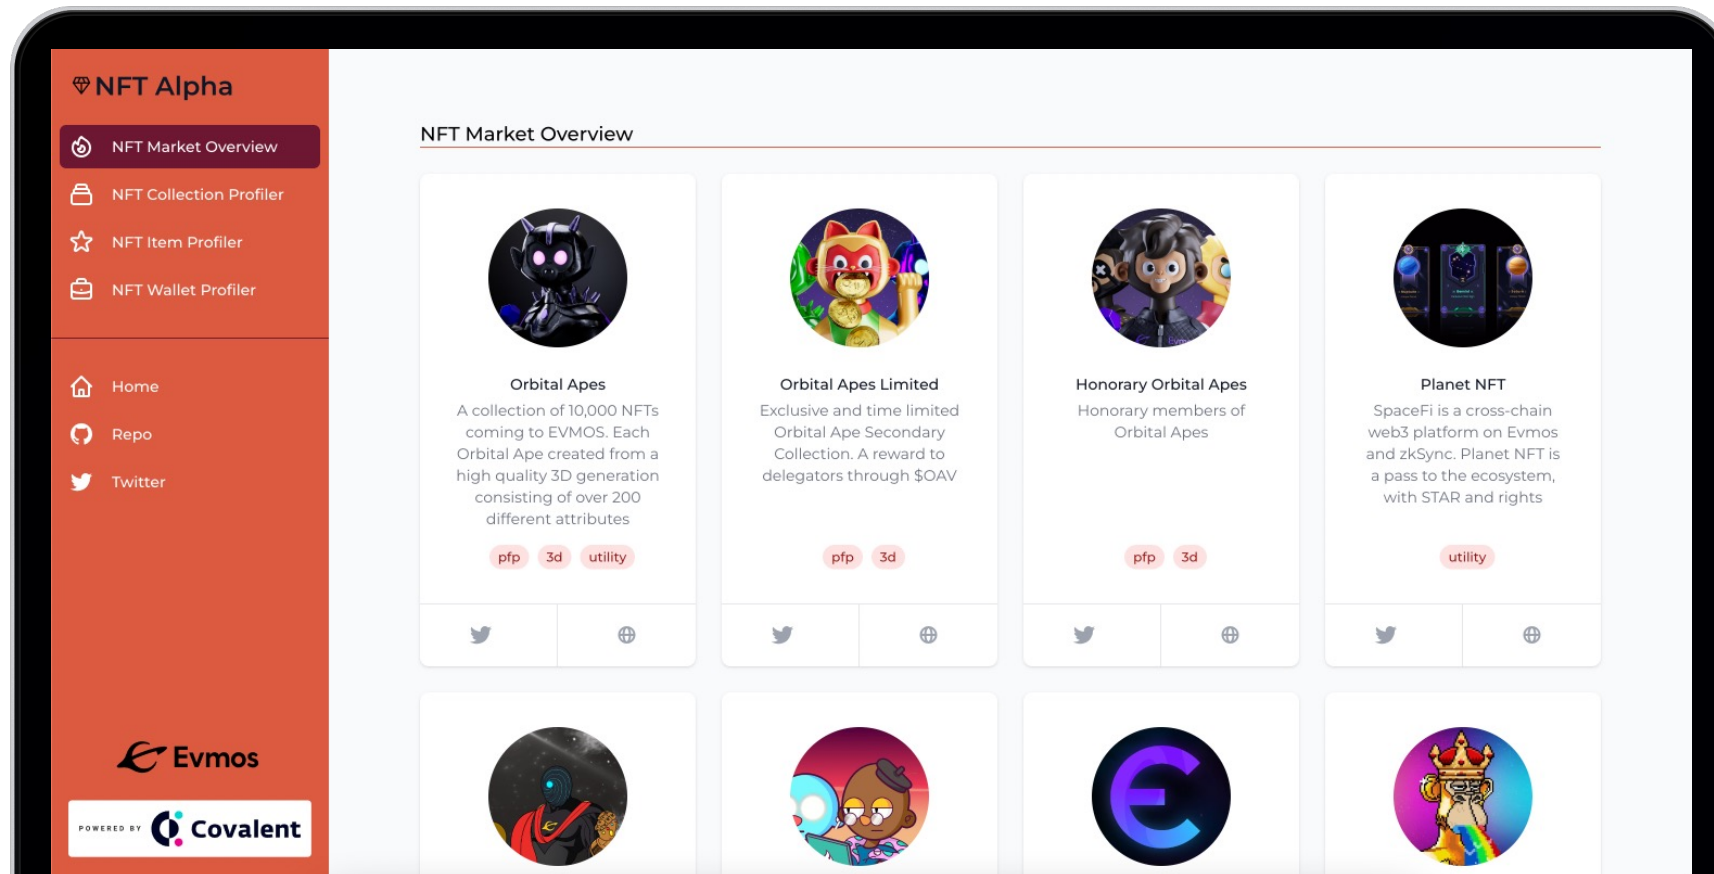 NFT Alpha
NFT Market Overview
NFT Collection Profiler
NFT Item Profiler
NFT Wallet Profiler
Home
Repo
Twitter
Evmos
POWERED BY Covalent
NFT Market Overview
Orbital Apes
A collection of 10,000 NFTs
coming to EVMOS. Each
Orbital Ape created from a
high quality 3D generation
consisting of over 200
different attributes
pfp 3d utility
Orbital Apes Limited
Exclusive and time limited
Orbital Ape Secondary
Collection. A reward to
delegators through $OAV
pfp 3d
Honorary Orbital Apes
Honorary members of
Orbital Apes
pfp 3d
Planet NFT
SpaceFi is a cross-chain
web3 platform on Evmos
and zkSync. Planet NFT is
a pass to the ecosystem,
with STAR and rights
utility